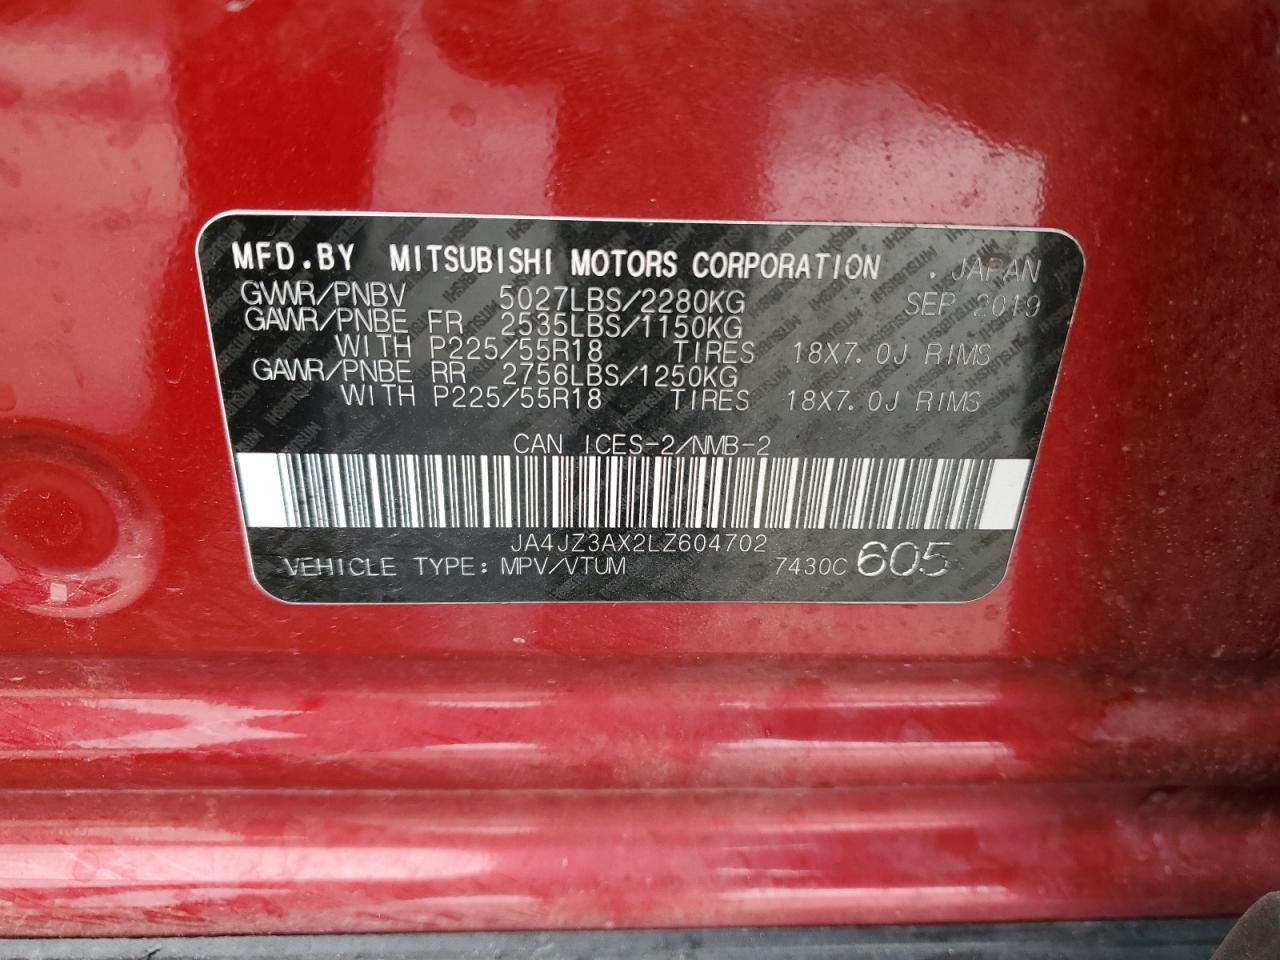 MFD.BY MITSUBISHI MOTORS CORPORATION . JAPAN
GVWR/PNBV 5027LBS/2280KG SEP 2019
GAWR/PNBE FR 2535LBS/1150KG
WITH P225/55R18 TIRES 18X7.0J RIMS
GAWR/PNBE RR 2756LBS/1250KG
WITH P225/55R18 TIRES 18X7.0J RIMS
CAN ICES-2/NMB-2
JA4JZ3AX2LZ604702
VEHICLE TYPE: MPV/VTUM 7430C 605